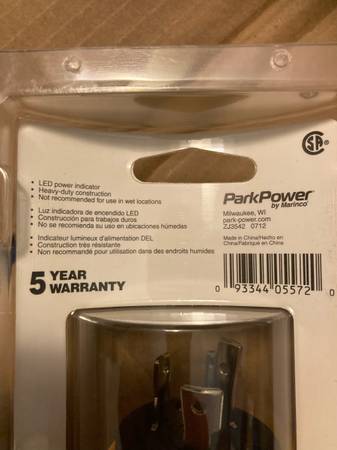 • LED power indicator
• Heavy-duty construction
• Not recommended for use in wet locations
• Luz indicadora de encendido LED
• Construcción para trabajos duros
• No se recomienda su uso en ubicaciones húmedas
• Indicateur lumineux d'alimentation DEL
• Construction très résistante
• Non recommandé pour utilisation dans des endroits humides
5 YEAR
WARRANTY
SA
ParkPower
by Marinco
Milwaukee, WI
park-power.com
ZJ3542 0712
Made in China/Hecho en
China/Fabriqué en China
0 93344 05572 0